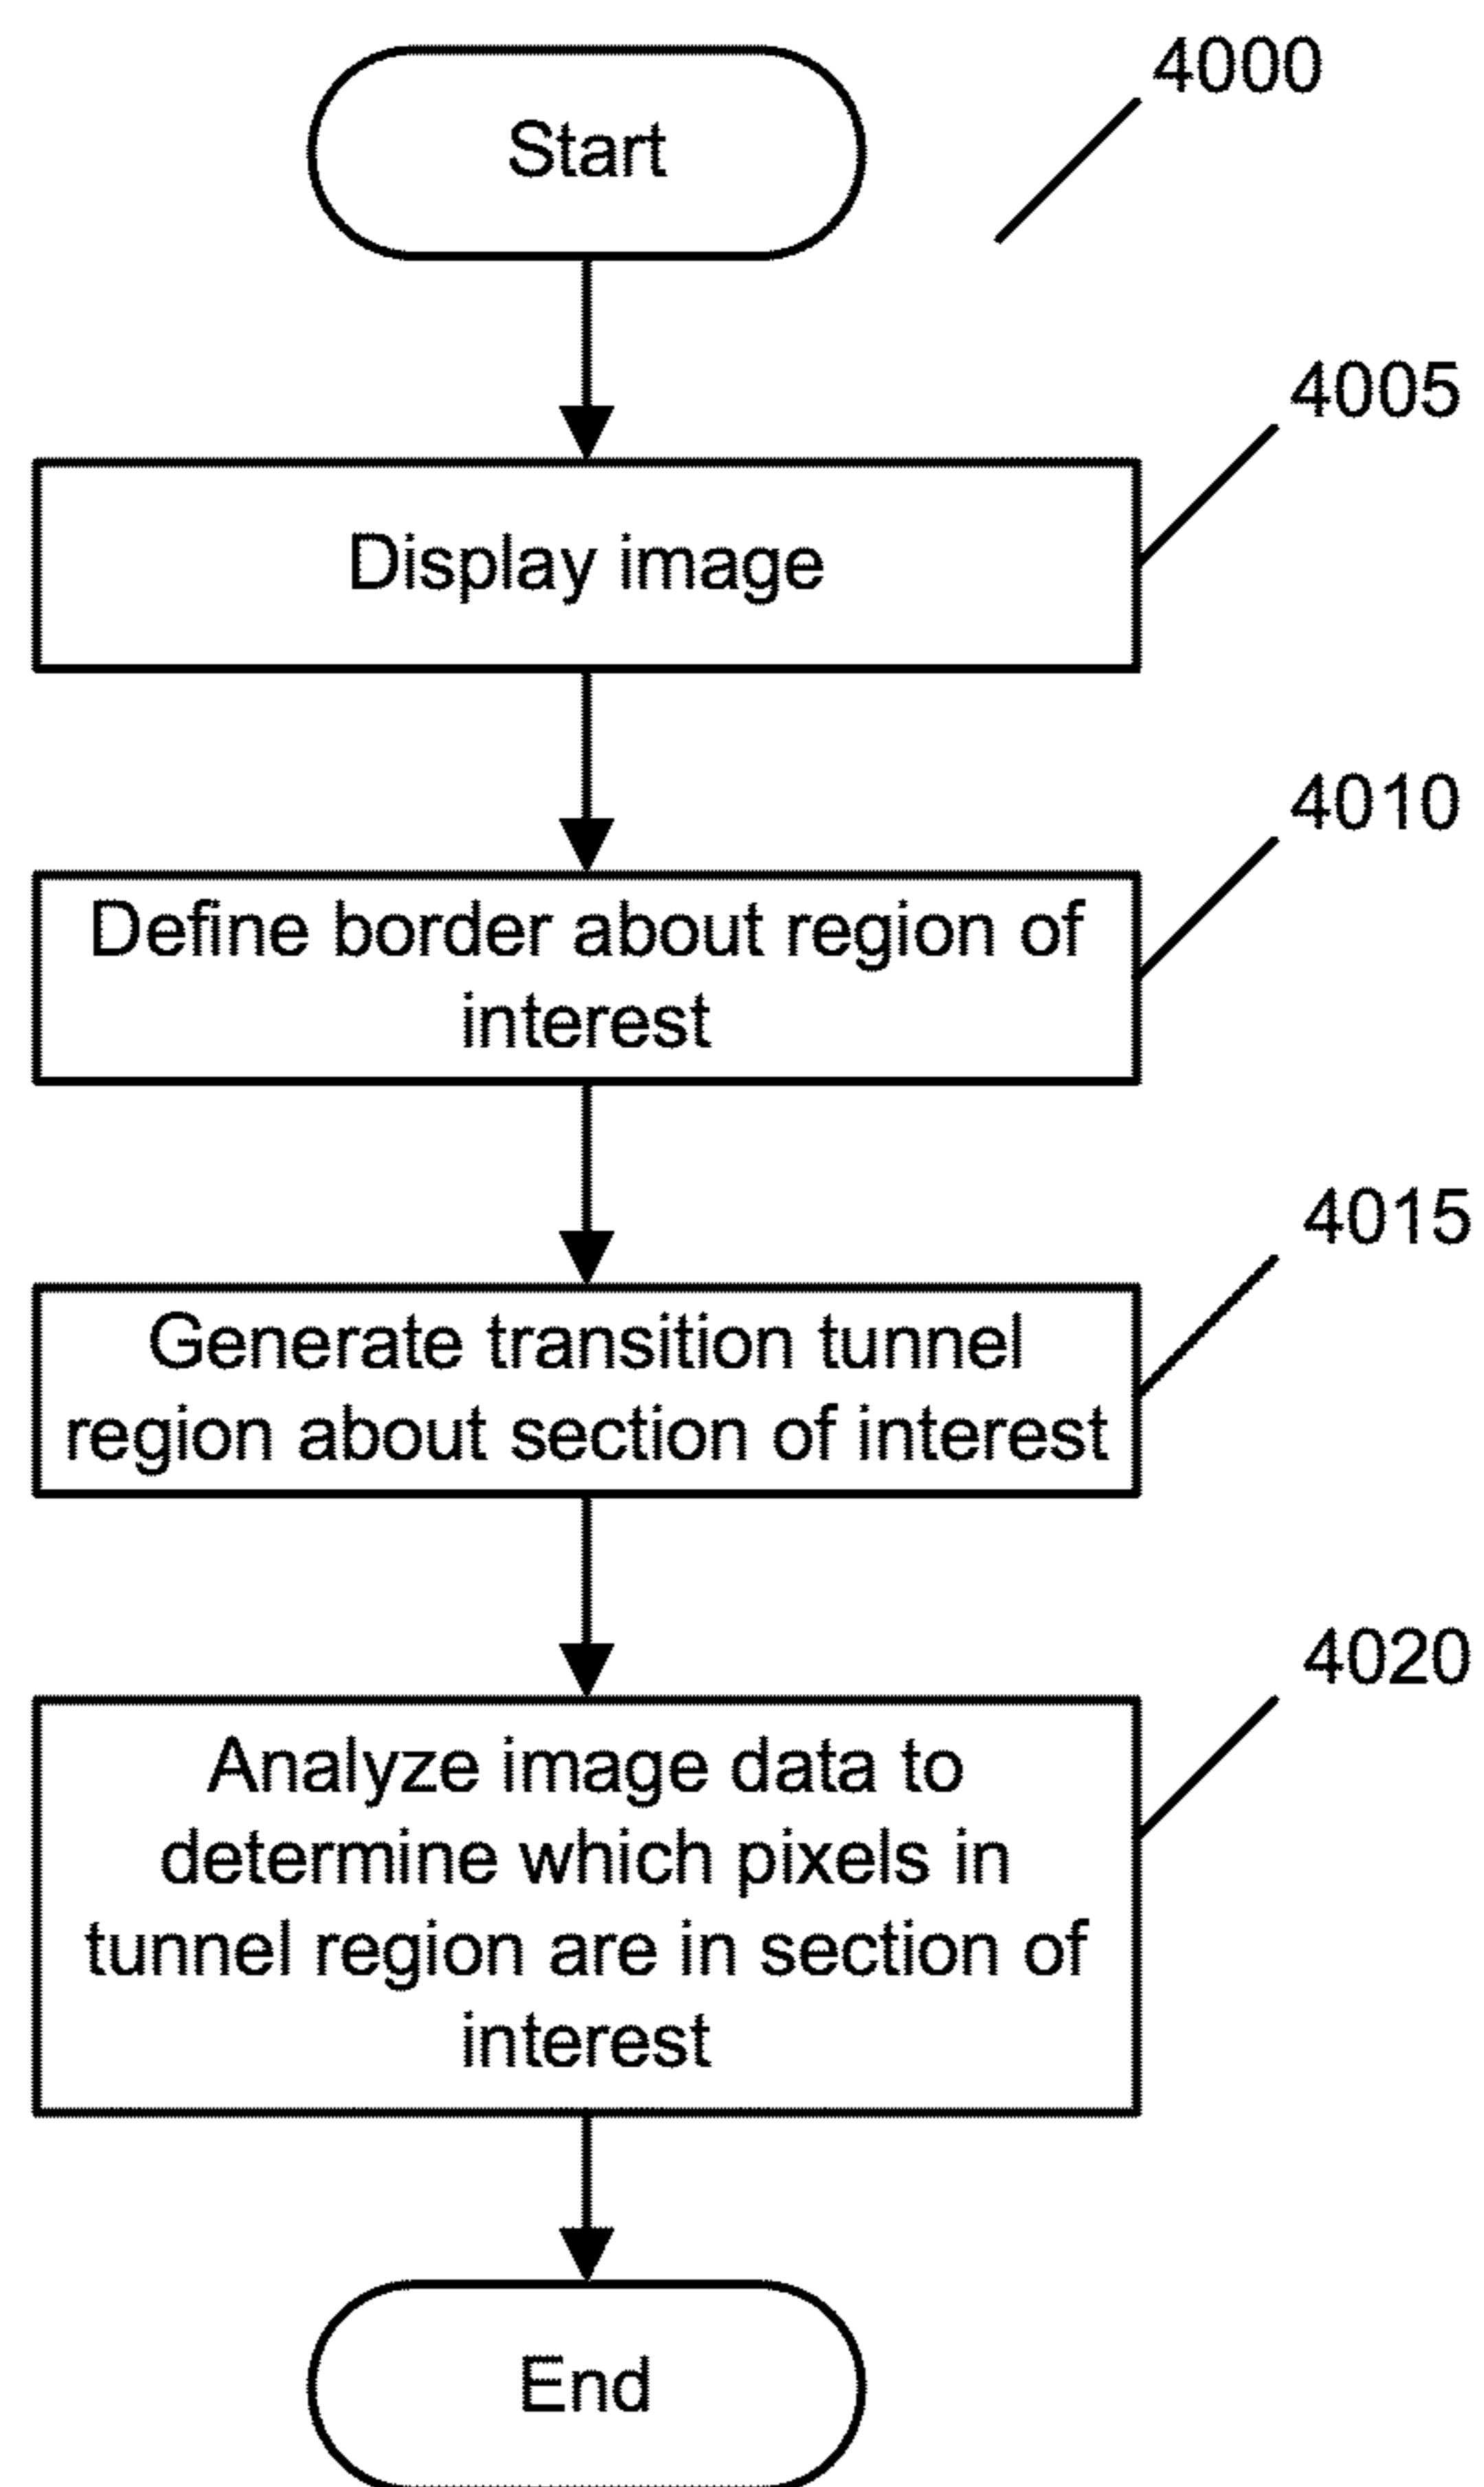 Start
4000
Display image
4005
Define border about region of
interest
4010
Generate transition tunnel
region about section of interest
4015
Analyze image data to
determine which pixels in
tunnel region are in section of
interest
4020
End